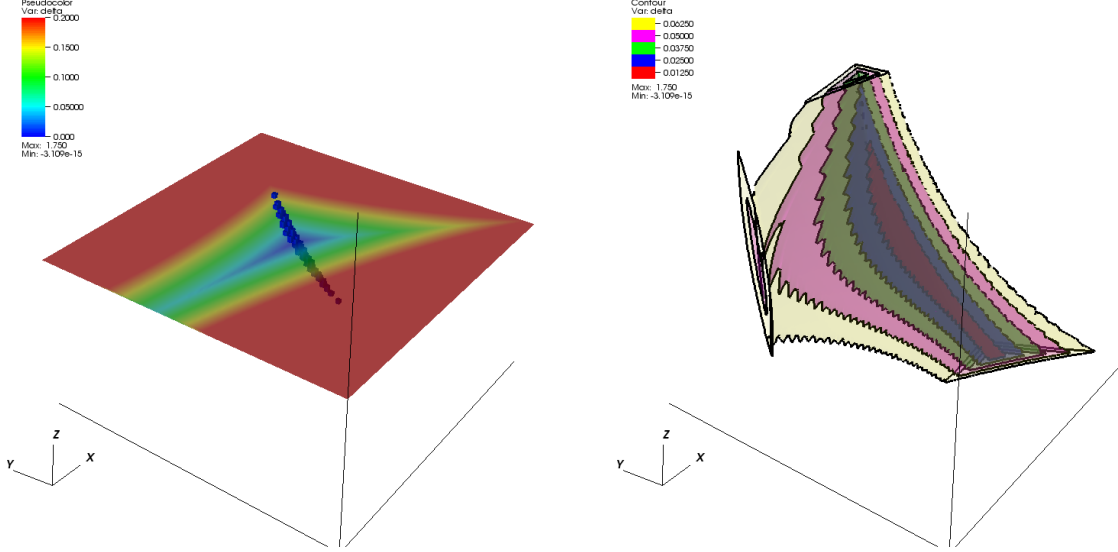 Pseudocolor
Var: delta
0.2000
0.1500
0.1000
0.05000
0.000
Max: 1.750
Min: -3.109e-15
Z
Y
X
Contour
Var: delta
0.06250
0.05000
0.03750
0.02500
0.01250
Max: 1.750
Min: -3.109e-15
Z
Y
X